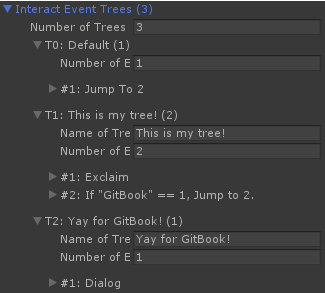 Interact Event Trees (3)
Number of Trees 3
T0: Default (1)
Number of E 1
#1: Jump To 2
T1: This is my tree! (2)
Name of Tre This is my tree!
Number of E 2
#1: Exclaim
#2: If "GitBook" == 1, Jump to 2.
T2: Yay for GitBook! (1)
Name of Tre Yay for GitBook!
Number of E 1
#1: Dialog